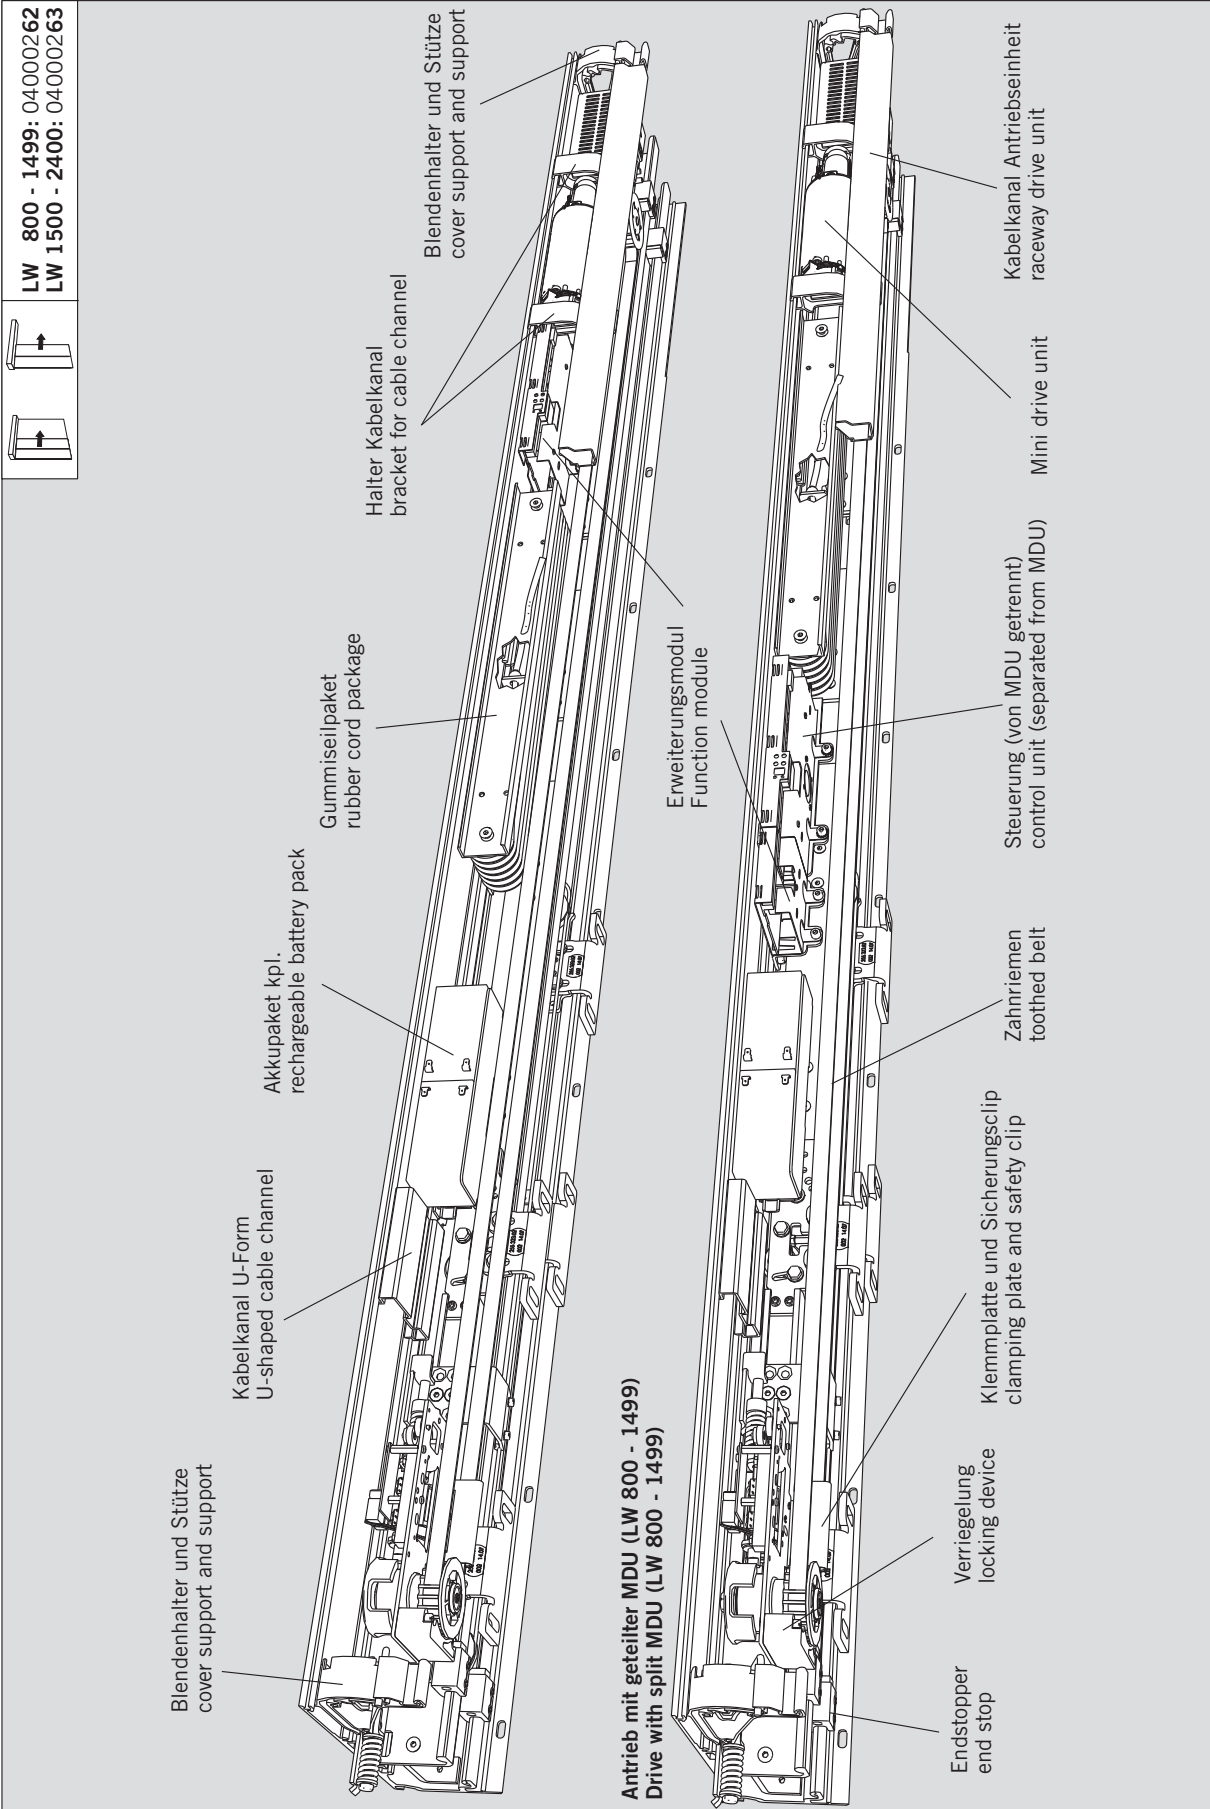 LW 800 - 1499: 04000262
LW 1500 - 2400: 04000263
Blendenhalter und Stütze
cover support and support
Kabelkanal U-Form
U-shaped cable channel
Akkupaket kpl.
rechargeable battery pack
Gummiseilpaket
rubber cord package
Halter Kabelkanal
bracket for cable channel
Blendenhalter und Stütze
cover support and support
Erweiterungsmodul
Function module
Antrieb mit geteilter MDU (LW 800 - 1499)
Drive with split MDU (LW 800 - 1499)
Endstopper
end stop
Verriegelung
locking device
Klemmplatte und Sicherungsclip
clamping plate and safety clip
Zahnriemen
toothed belt
Steuerung (von MDU getrennt)
control unit (separated from MDU)
Mini drive unit
Kabelkanal Antriebseinheit
raceway drive unit